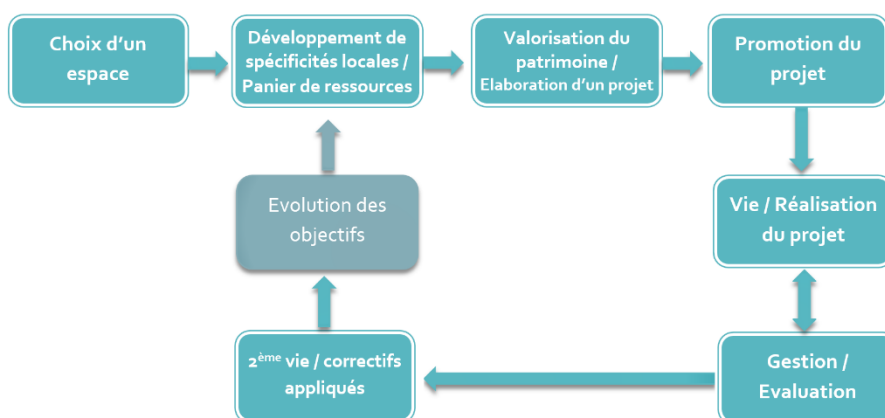 Choix d'un
espace
Développement de
spécificités locales /
Panier de ressources
Valorisation du
patrimoine /
Elaboration d'un projet
Promotion du
projet
Vie / Réalisation
du projet
Gestion /
Evaluation
2ème vie / correctifs
appliqués
Evolution des
objectifs